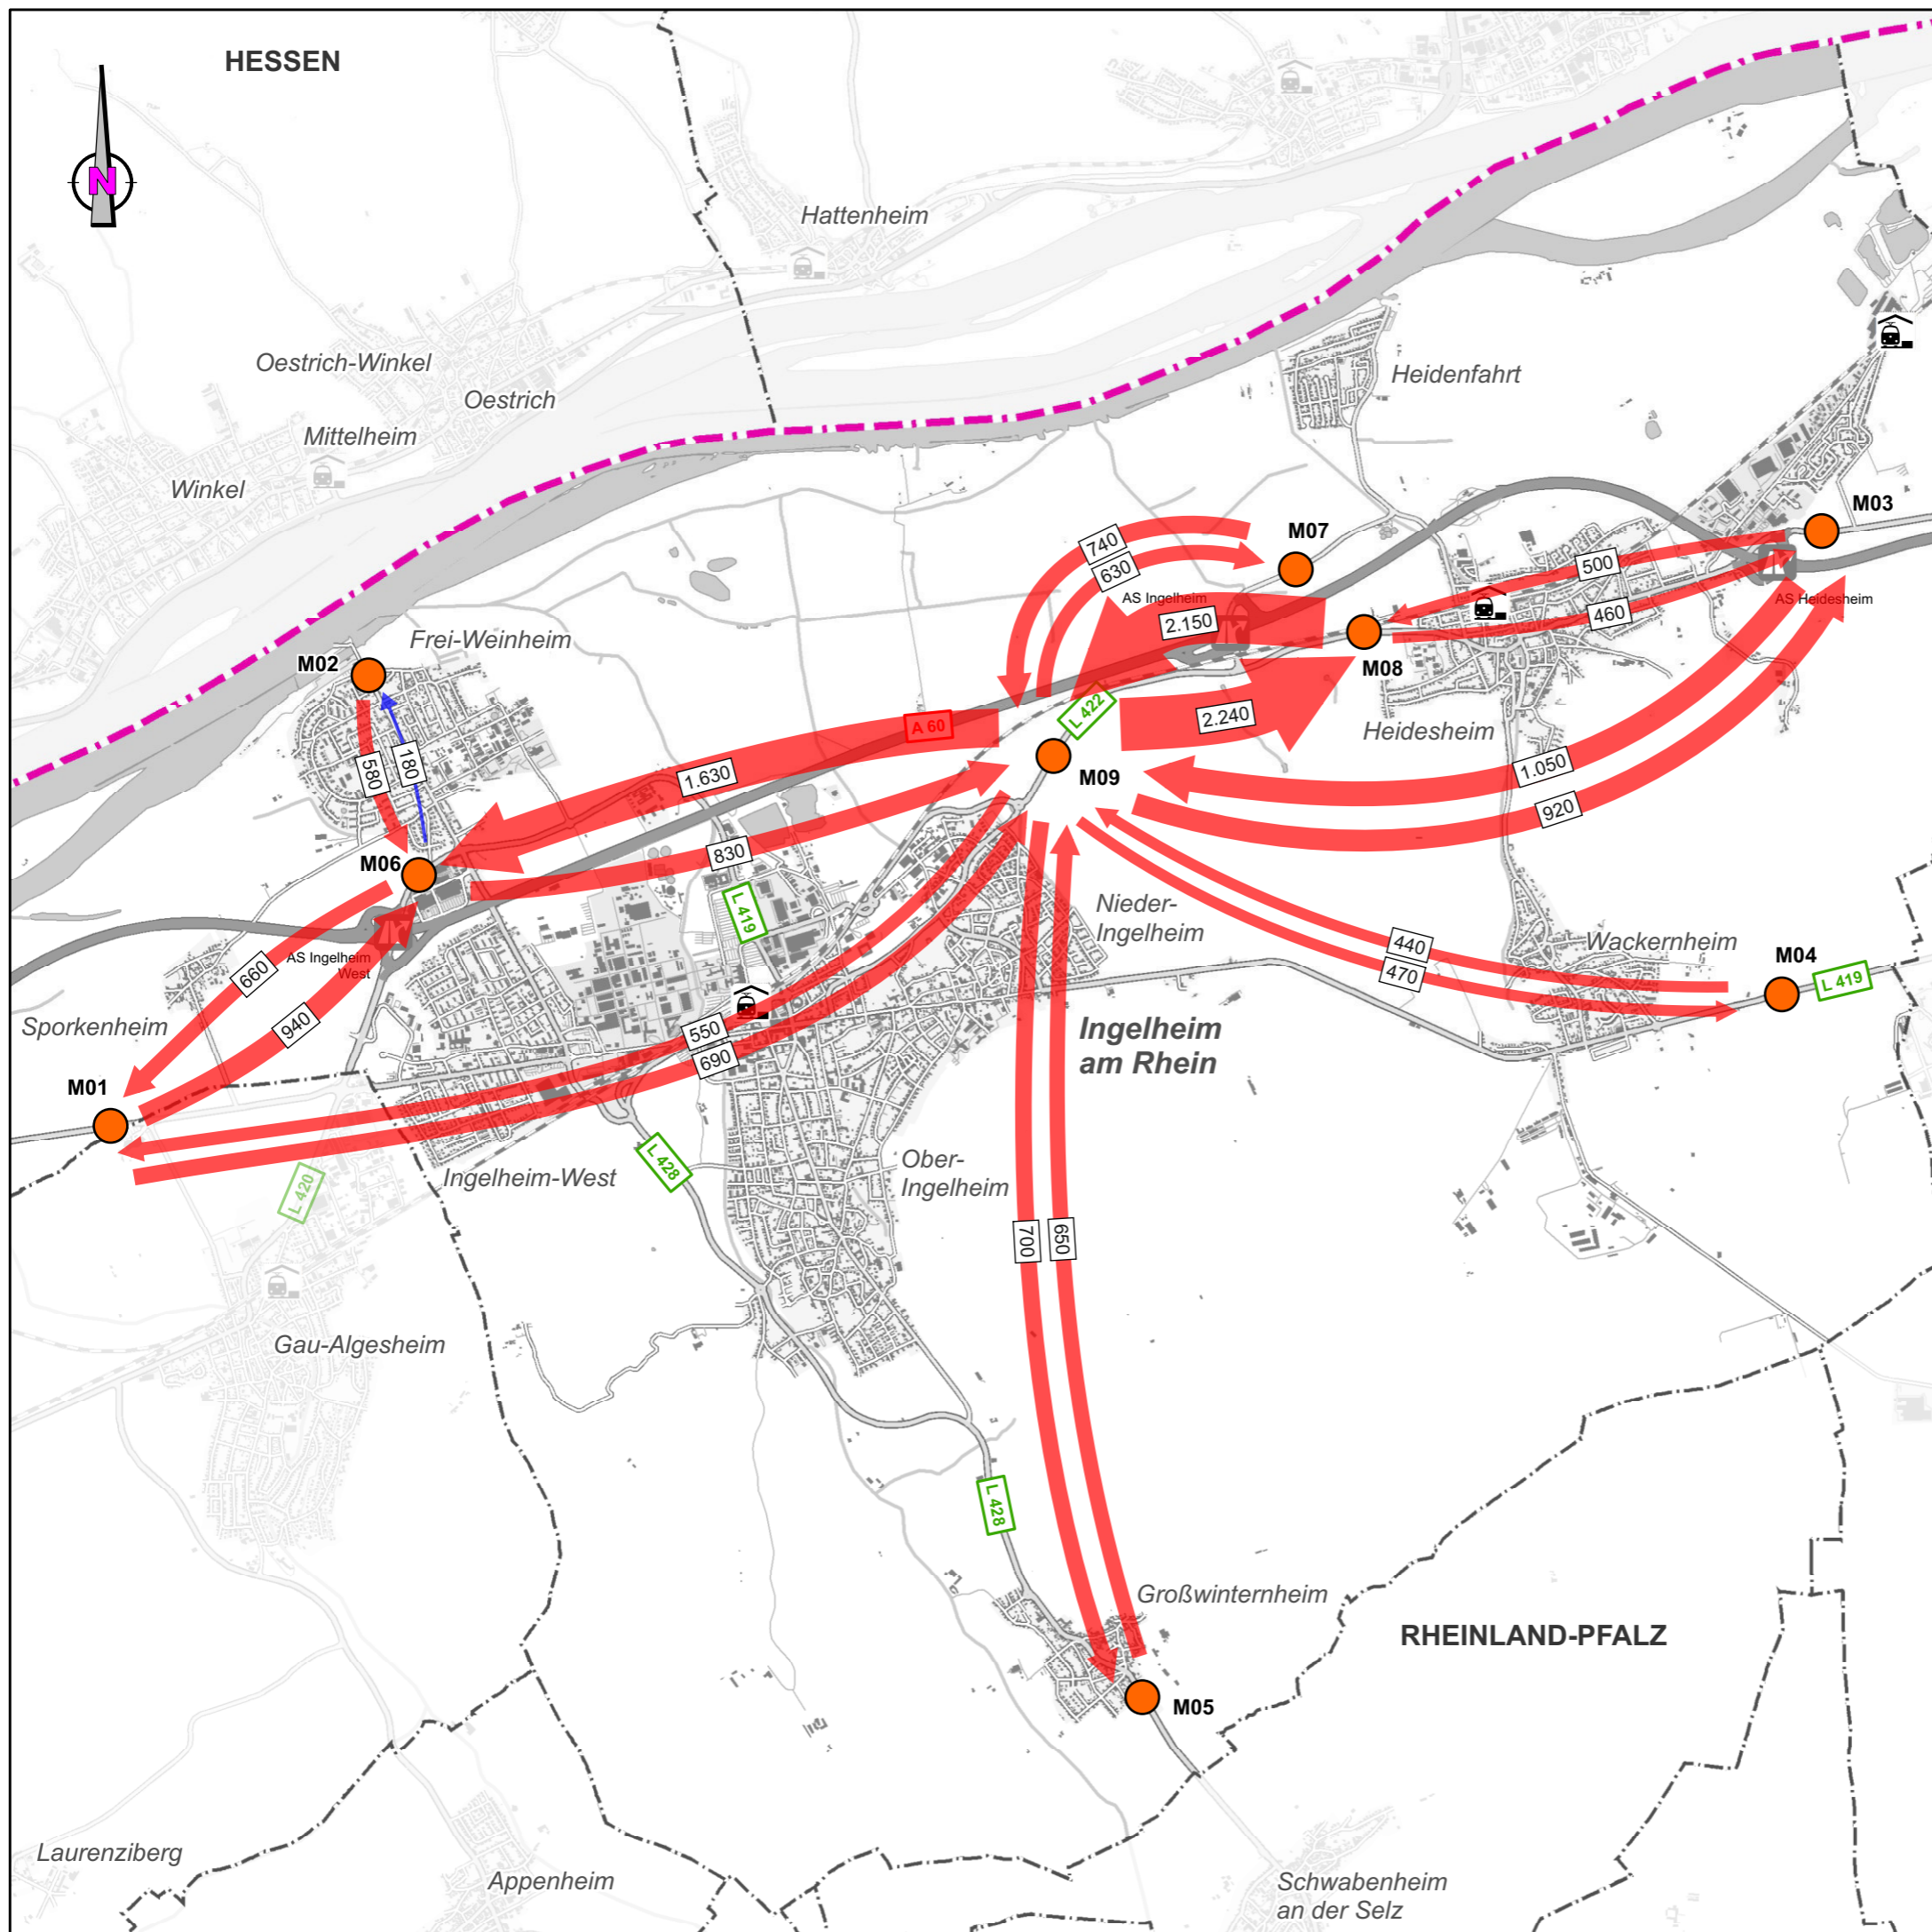 HESSEN
N
Hattenheim
Oestrich-Winkel
Oestrich
Mittelheim
Winkel
Heidenfahrt
M03
M07
740
630
500
AS Ingelheim
AS Heidesheim
2.150
460
M08
Frei-Weinheim
M02
L 422
2.240
A 60
Heidesheim
580
180
1.630
M09
1.050
920
830
M06
L 419
Nieder-
Ingelheim
440
470
Wackernheim
M04
L 419
660
AS Ingelheim
West
940
Sporkenheim
550
690
Ingelheim
am Rhein
M01
L 428
L 420
Ingelheim-West
Ober-
Ingelheim
700
650
Gau-Algesheim
L 428
Großwinternheim
RHEINLAND-PFALZ
M05
Laurenziberg
Appenheim
Schwabenheim
an der Selz